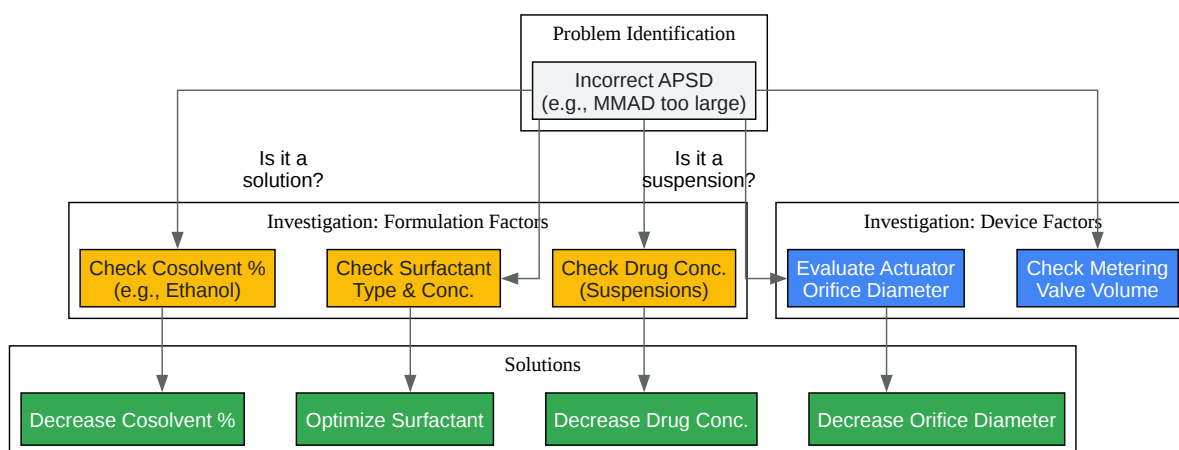 Problem Identification
Incorrect APSD
(e.g., MMAD too large)
Is it a
solution?
Is it a
suspension?
Investigation: Formulation Factors
Check Cosolvent %
(e.g., Ethanol)
Check Surfactant
Type & Conc.
Check Drug Conc.
(Suspensions)
Investigation: Device Factors
Evaluate Actuator
Orifice Diameter
Check Metering
Valve Volume
Solutions
Decrease Cosolvent %
Optimize Surfactant
Decrease Drug Conc.
Decrease Orifice Diameter